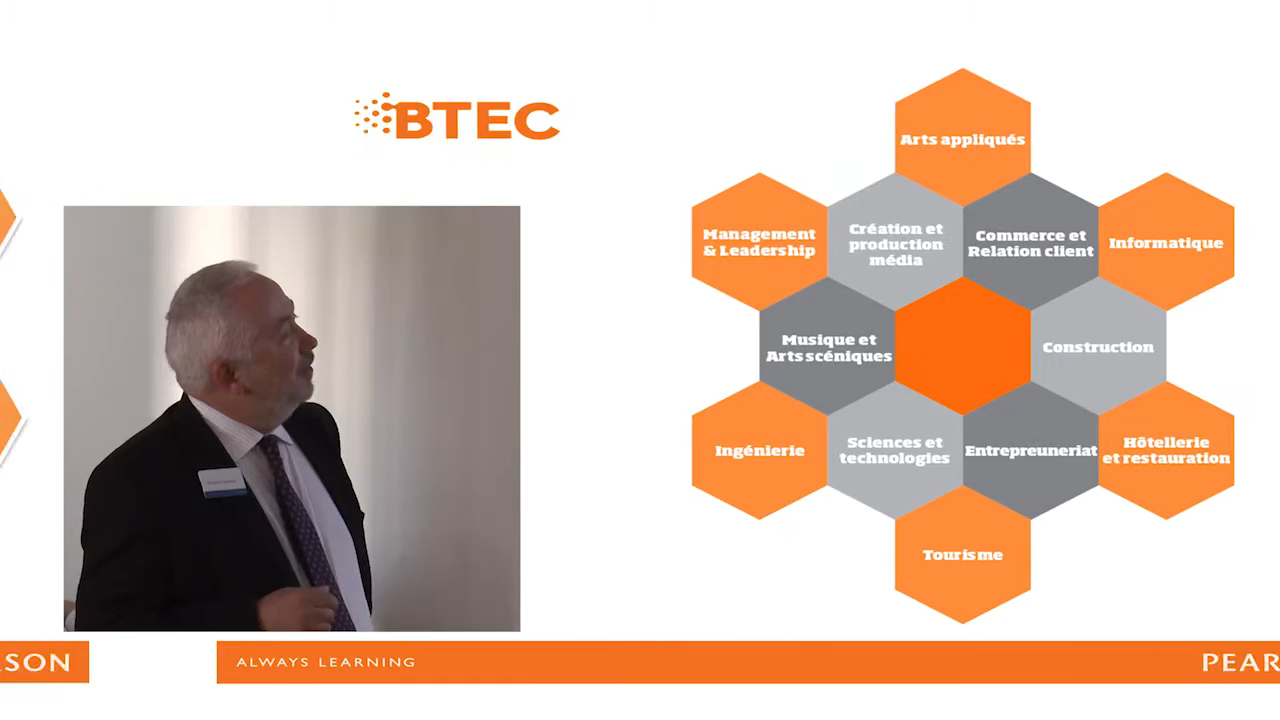 BTEC
Arts appliqués
Management
& Leadership
Création et
production
média
Commerce et
Relation client
Informatique
Musique et
Arts scéniques
Construction
Ingénierie
Sciences et
technologies
Entrepreuneriat
Hôtellerie
et restauration
Tourisme
RSON
ALWAYS LEARNING
PEAR